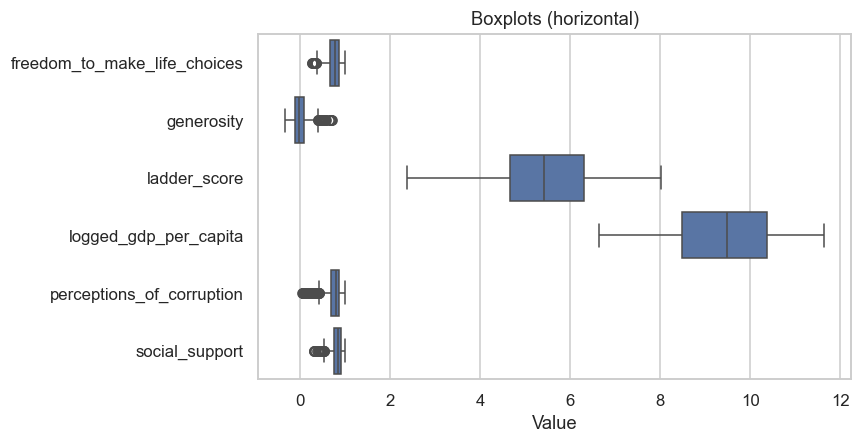 Boxplots (horizontal)
freedom_to_make_life_choices
generosity
ladder_score
logged_gdp_per_capita
perceptions_of_corruption
social_support
0 2 4 6 8 10 12
Value